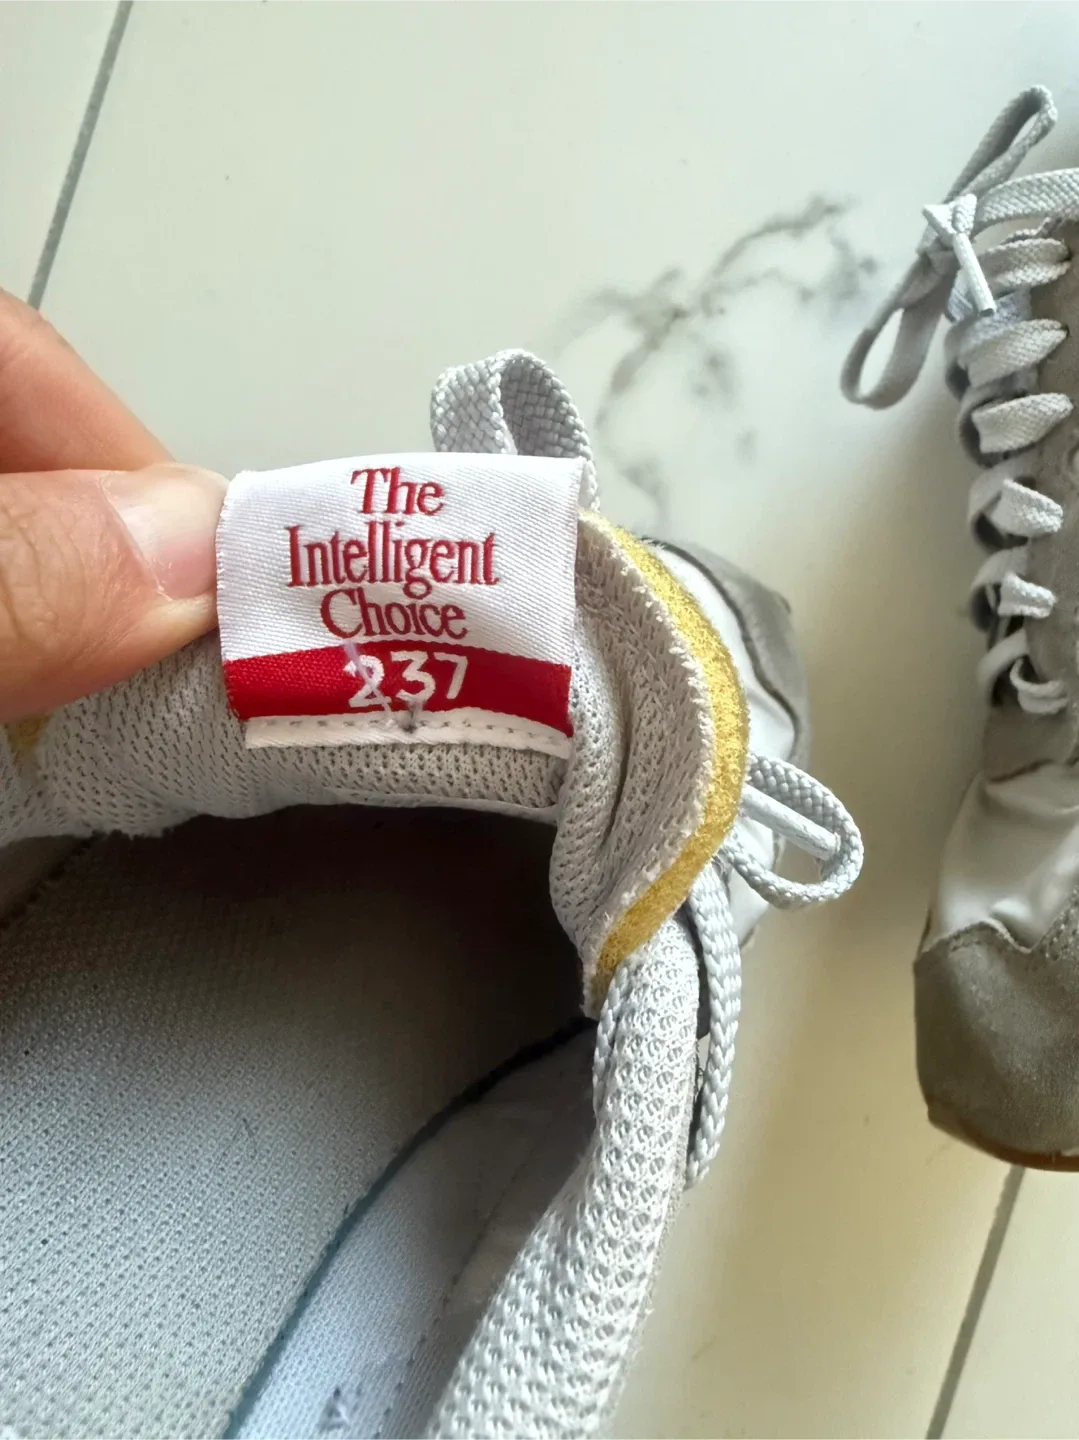 The
Intelligent
Choice
237